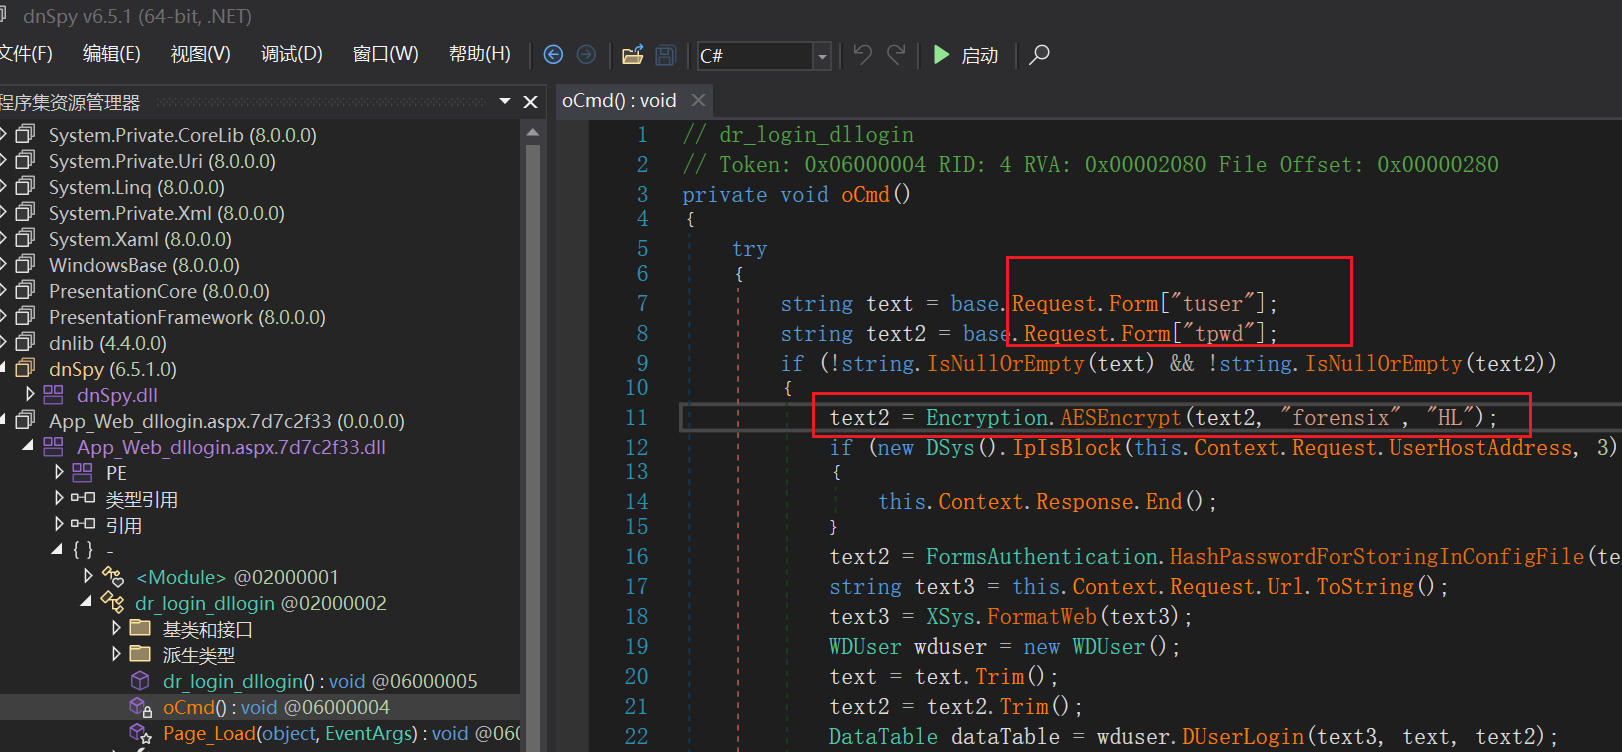 dnSpy v6.5.1 (64-bit, .NET)
文件(F) 编辑(E) 视图(V) 调试(D) 窗口(W) 帮助(H) C# 启动
程序集资源管理器
System.Private.CoreLib (8.0.0.0)
System.Private.Uri (8.0.0.0)
System.Linq (8.0.0.0)
System.Private.Xml (8.0.0.0)
System.Xaml (8.0.0.0)
WindowsBase (8.0.0.0)
PresentationCore (8.0.0.0)
PresentationFramework (8.0.0.0)
dnlib (4.4.0.0)
dnSpy (6.5.1.0)
dnSpy.dll
App_Web_dllogin.aspx.7d7c2f33 (0.0.0.0)
App_Web_dllogin.aspx.7d7c2f33.dll
PE
类型引用
引用
{ } -
<Module> @02000001
dr_login_dllogin @02000002
基类和接口
派生类型
dr_login_dllogin() : void @06000005
oCmd() : void @06000004
Page_Load(object, EventArgs) : void @060
oCmd() : void
1 // dr_login_dllogin
2 // Token: 0x06000004 RID: 4 RVA: 0x00002080 File Offset: 0x00000280
3 private void oCmd()
4 {
5 try
6 {
7 string text = base.Request.Form["tuser"];
8 string text2 = base.Request.Form["tpwd"];
9 if (!string.IsNullOrEmpty(text) && !string.IsNullOrEmpty(text2))
10 {
11 text2 = Encryption.AESEncrypt(text2, "forensix", "HL");
12 if (new DSys().IpIsBlock(this.Context.Request.UserHostAddress, 3)
13 {
14 this.Context.Response.End();
15 }
16 text2 = FormsAuthentication.HashPasswordForStoringInConfigFile(te
17 string text3 = this.Context.Request.Url.ToString();
18 text3 = XSys.FormatWeb(text3);
19 WDUser wduser = new WDUser();
20 text = text.Trim();
21 text2 = text2.Trim();
22 DataTable dataTable = wduser.DUserLogin(text3, text, text2);